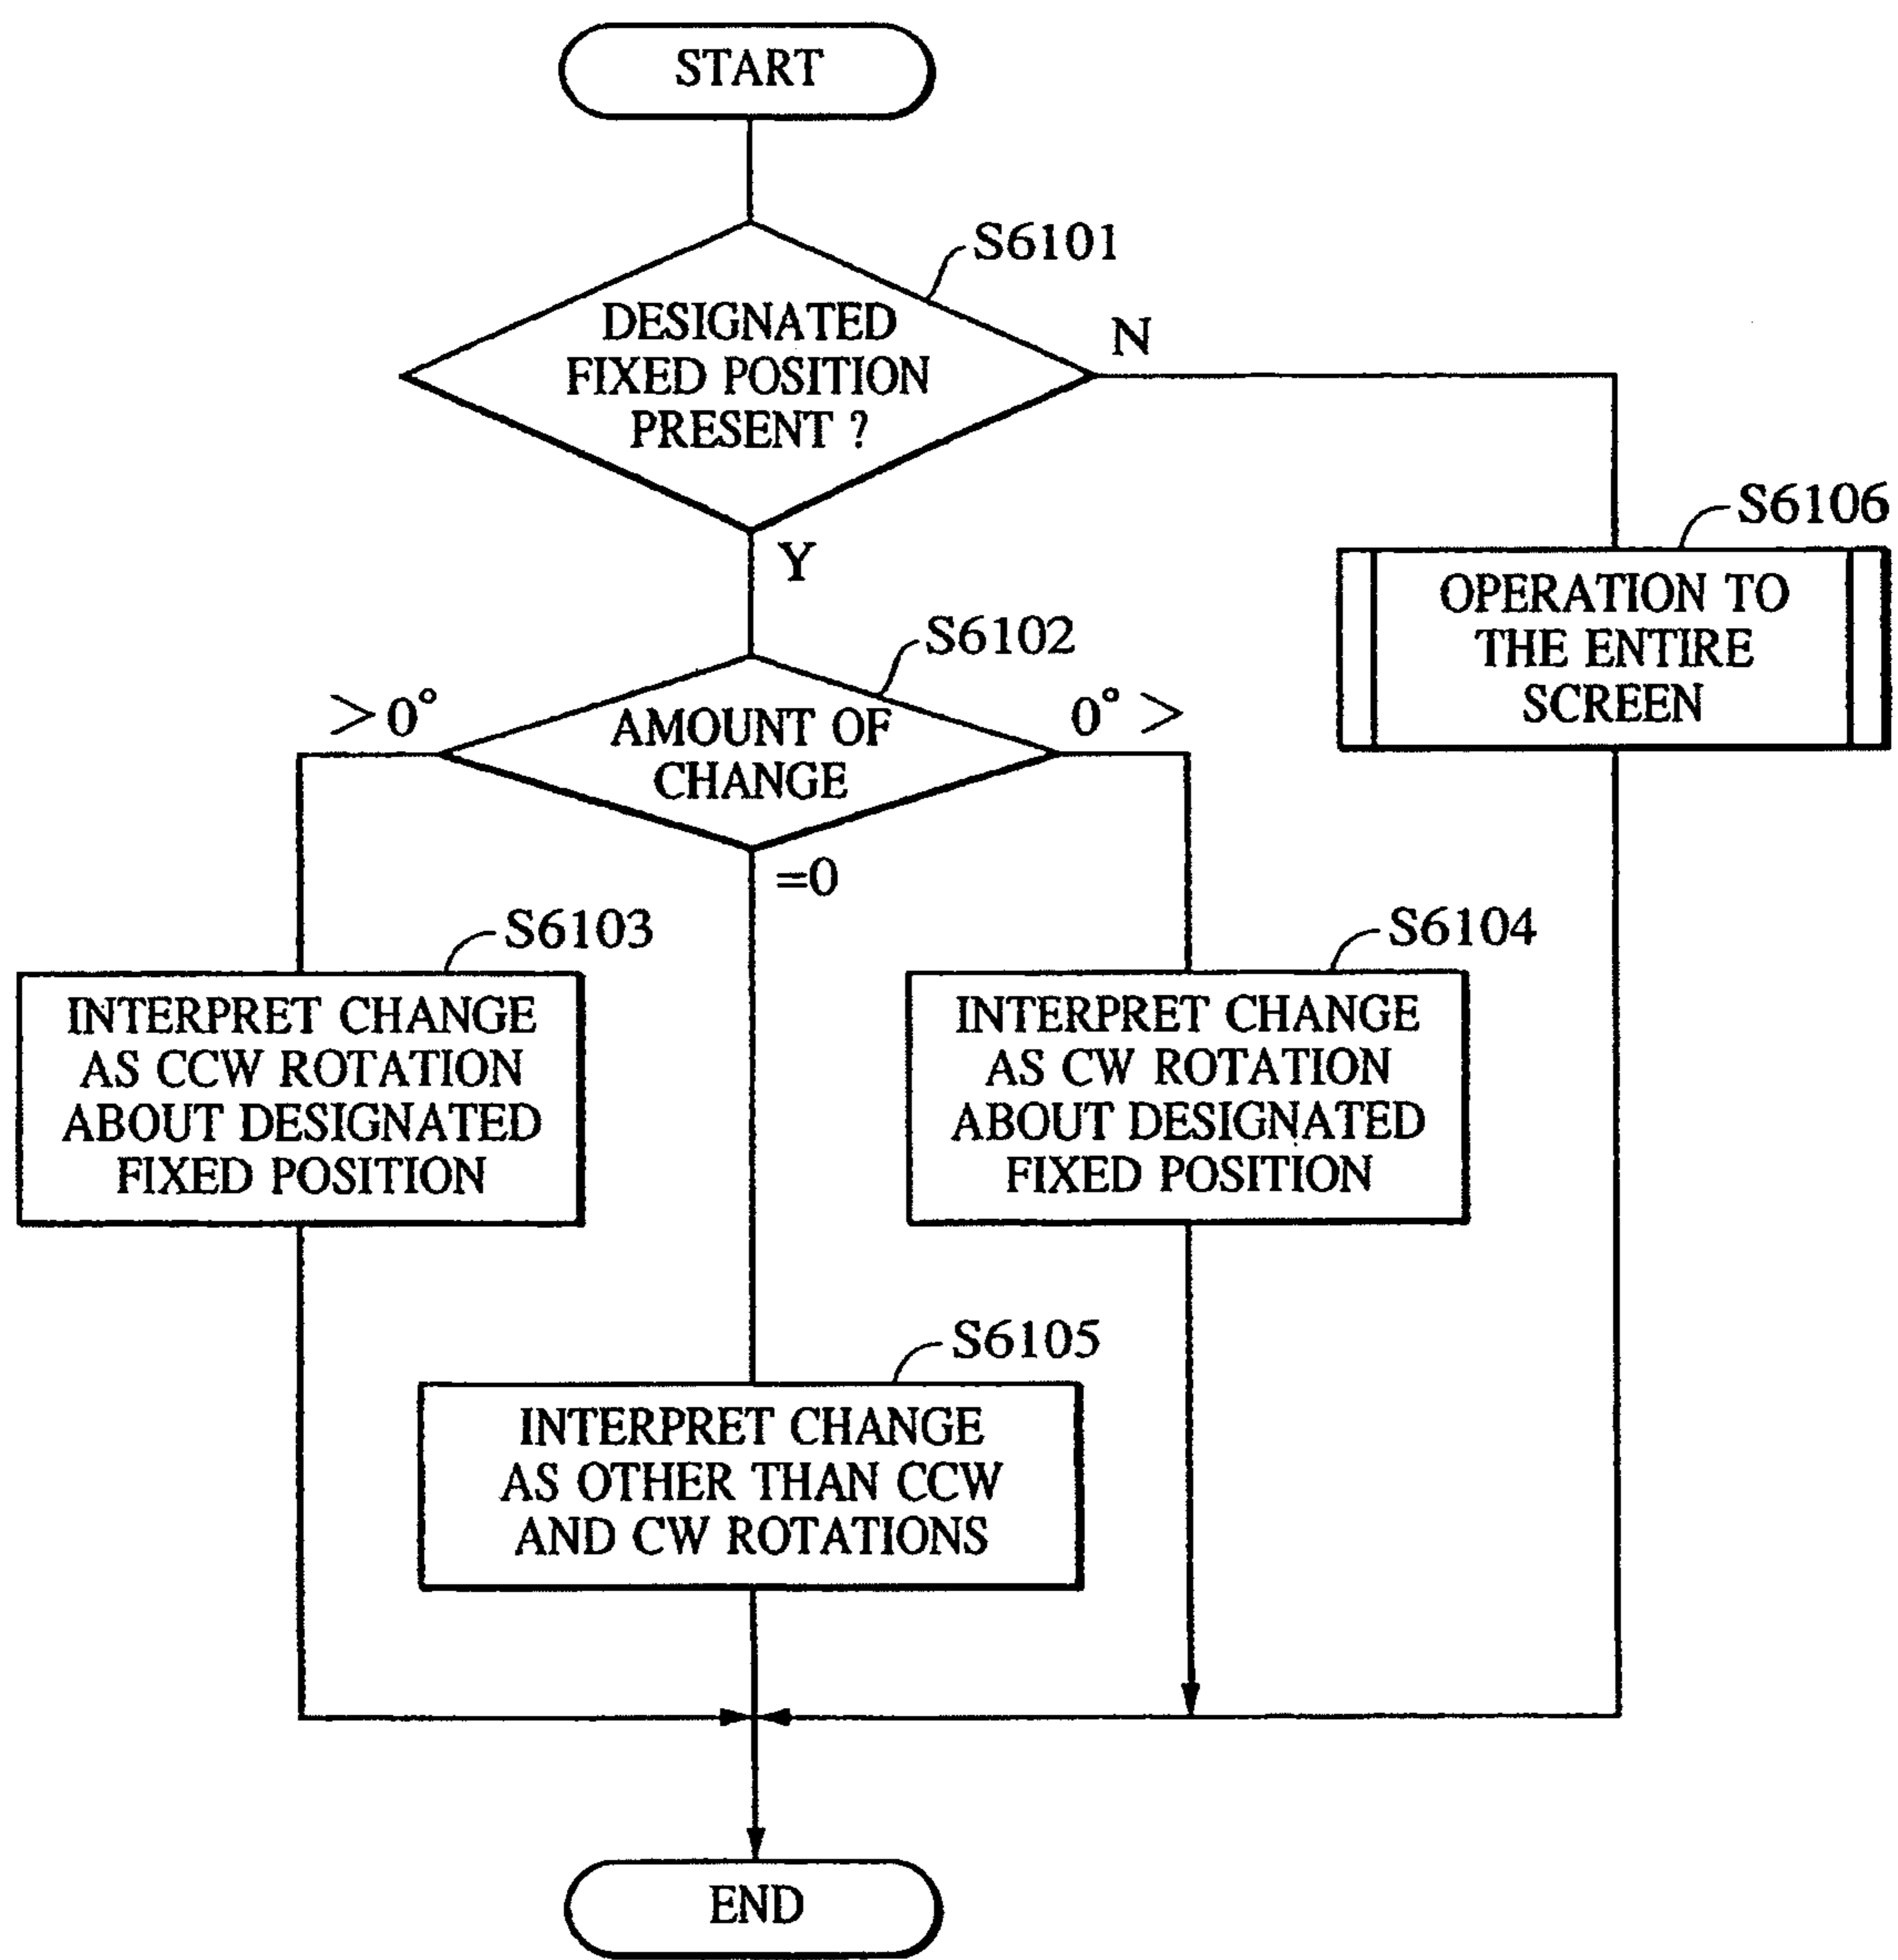 START
S6101
DESIGNATED
FIXED POSITION
PRESENT ?
N
Y
S6106
OPERATION TO
THE ENTIRE
SCREEN
S6102
>0°
AMOUNT OF
CHANGE
0° >
=0
S6103
INTERPRET CHANGE
AS CCW ROTATION
ABOUT DESIGNATED
FIXED POSITION
S6104
INTERPRET CHANGE
AS CW ROTATION
ABOUT DESIGNATED
FIXED POSITION
S6105
INTERPRET CHANGE
AS OTHER THAN CCW
AND CW ROTATIONS
END